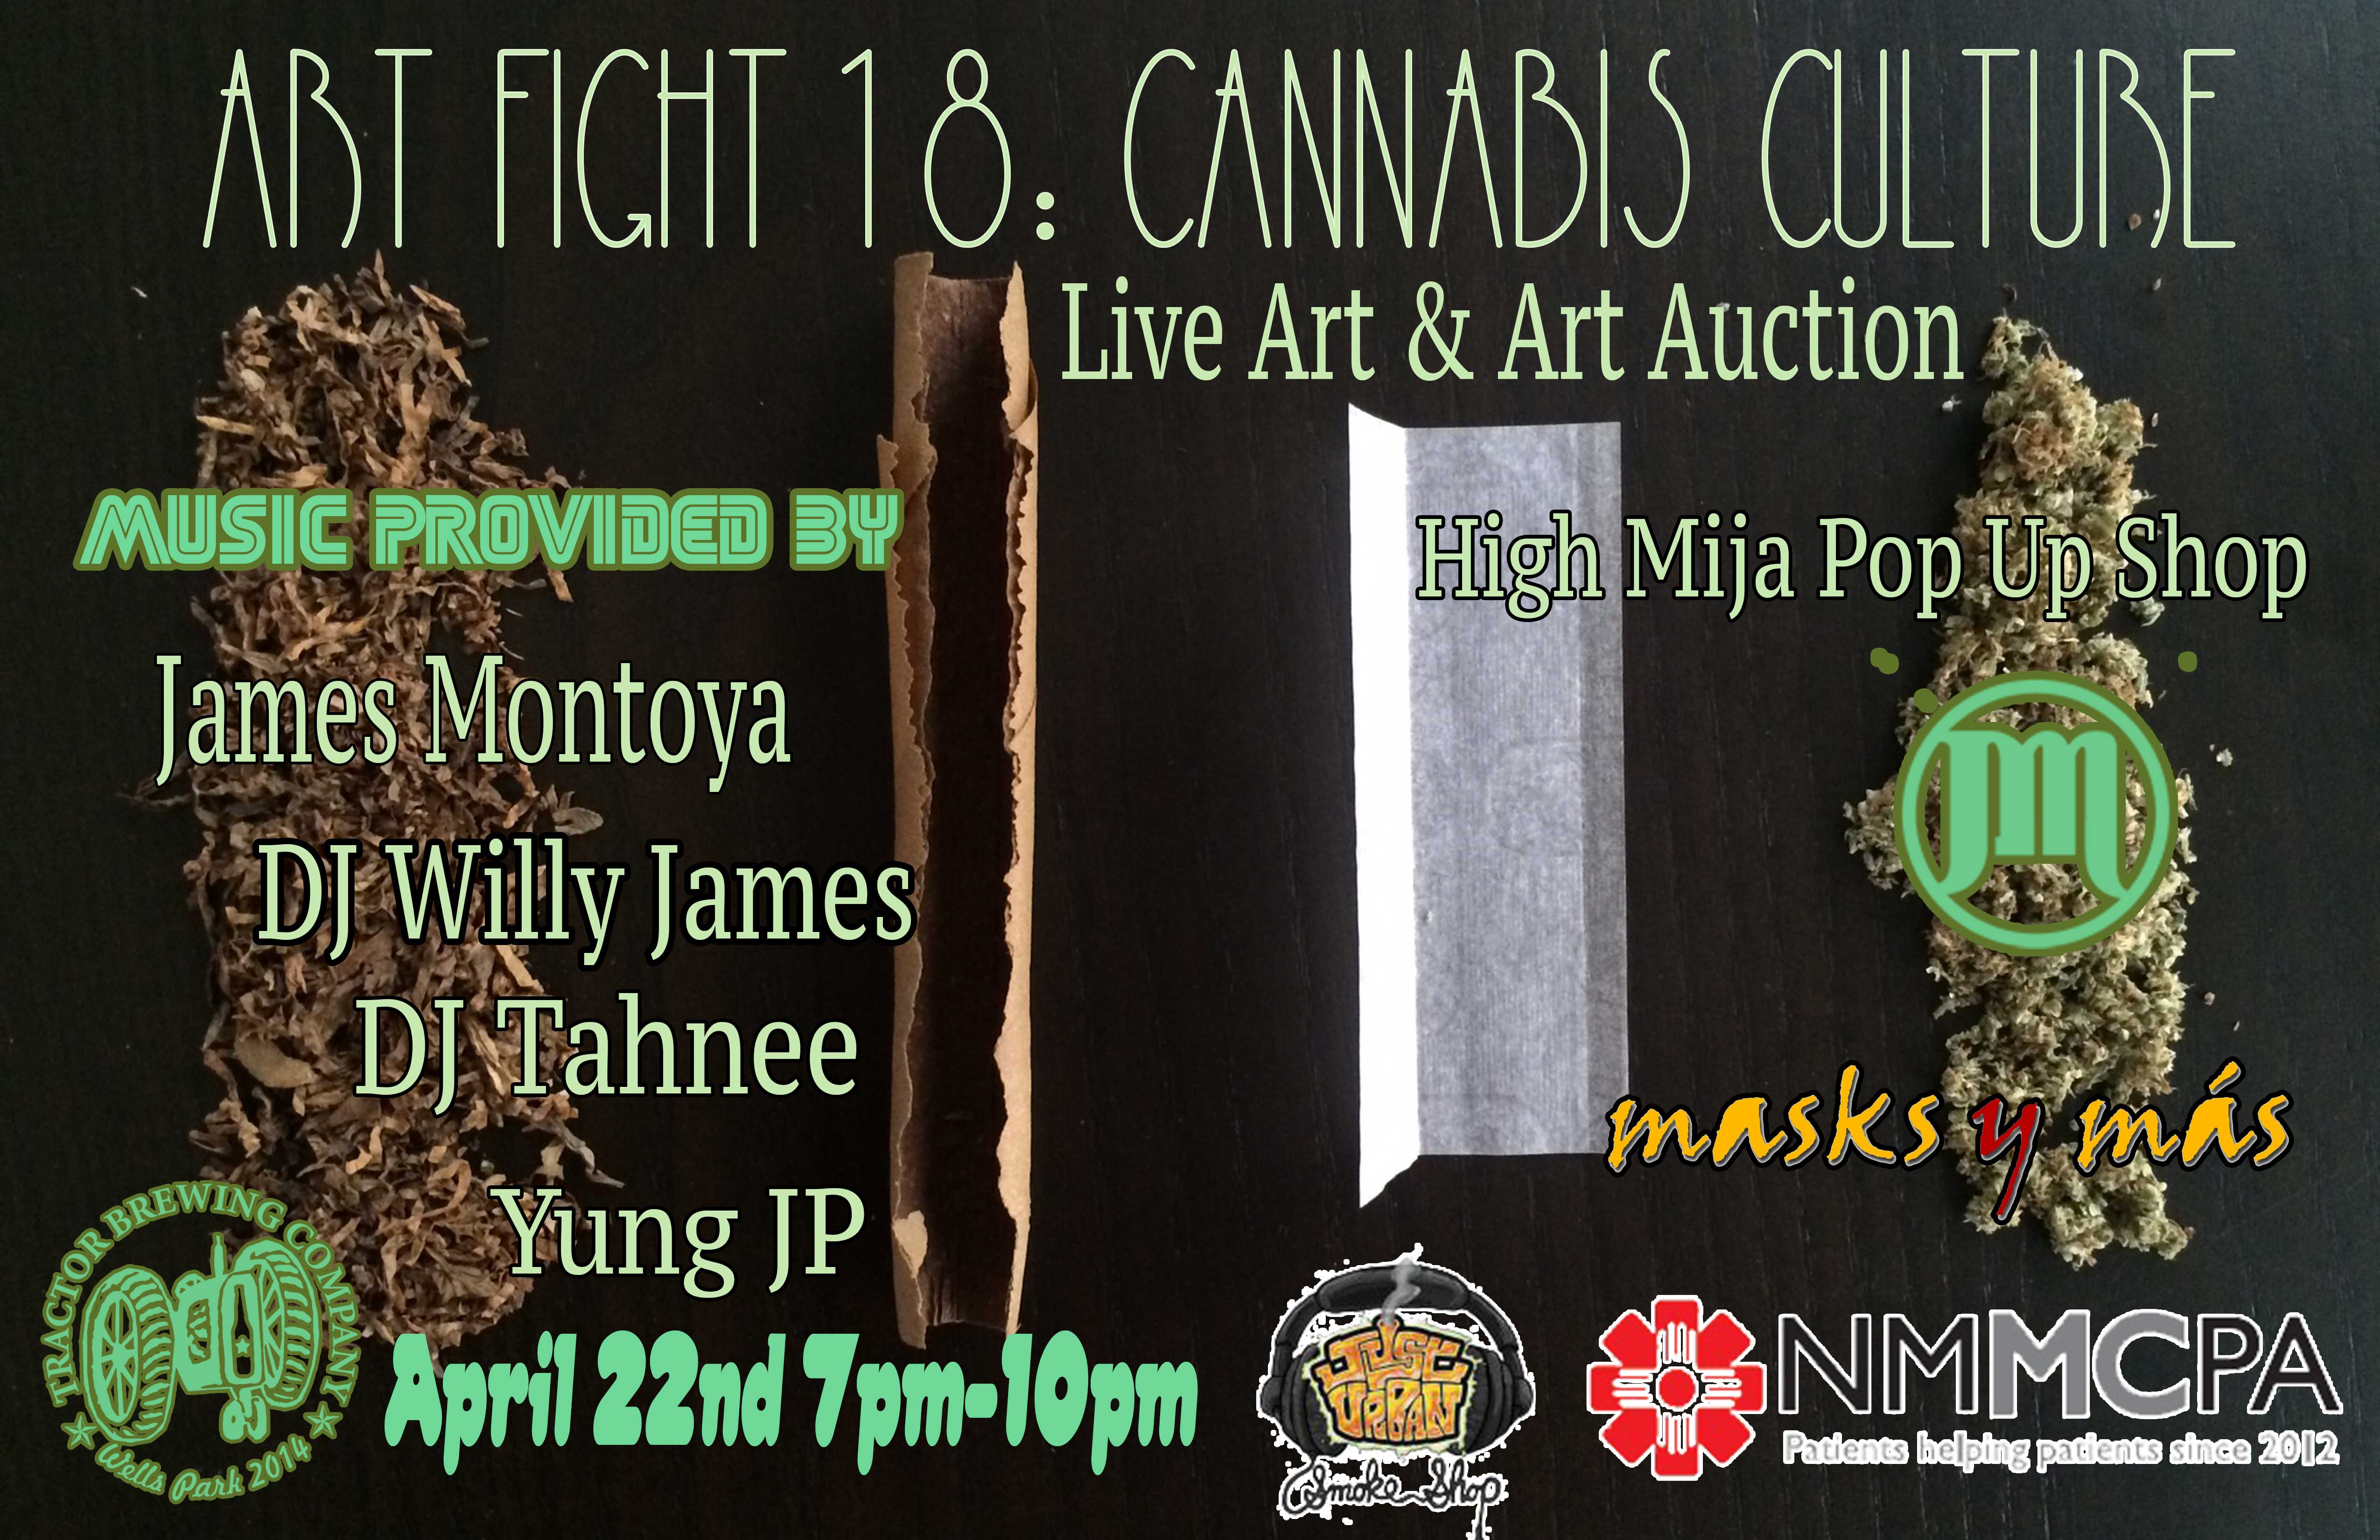 ART FIGHT 18: CANNABIS CULTURE
Live Art & Art Auction
MUSIC PROVIDED BY
High Mija Pop Up Shop
James Montoya
M
DJ Willy James
DJ Tahnee
masks y más
Yung JP
TRACTOR BREWING COMPANY
Wells Park 2014
April 22nd 7pm-10pm
JUST URBAN
Smoke Shop
NMMCPA
Patients helping patients since 2012